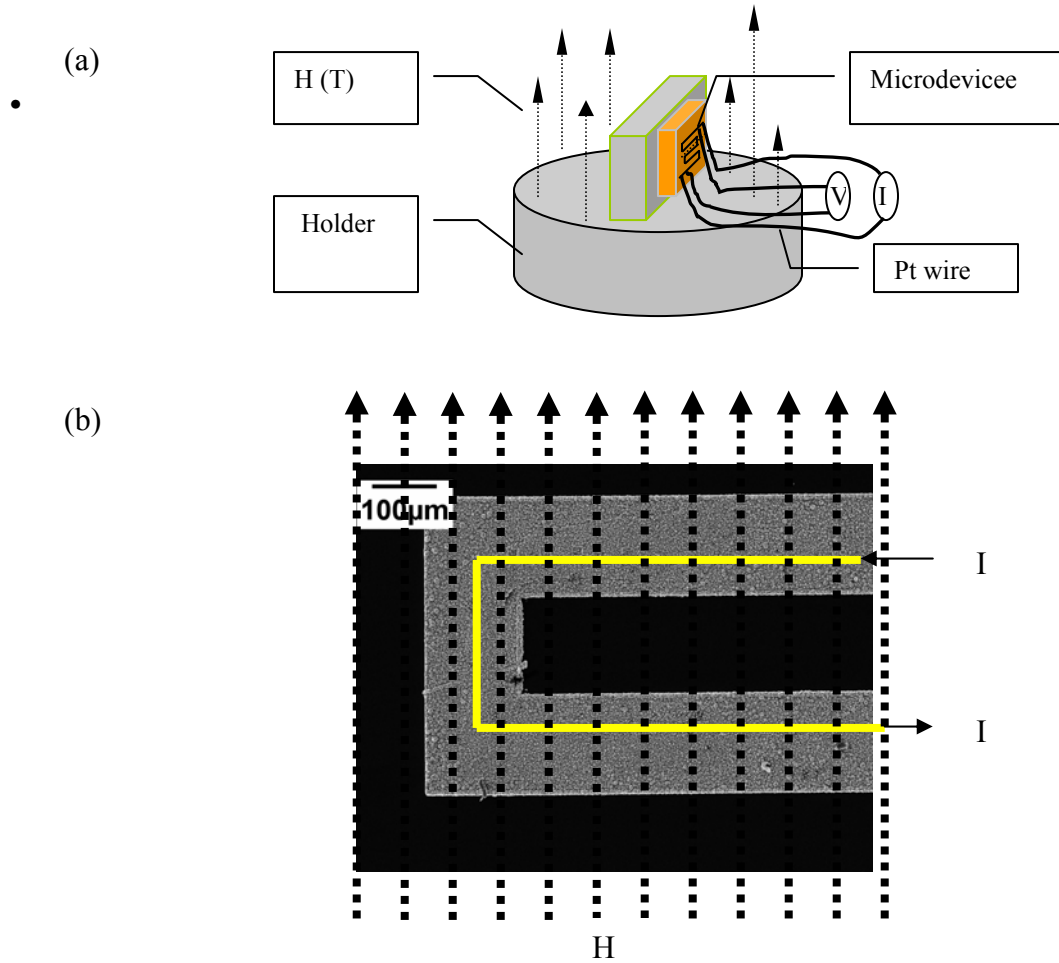 (a)
H (T)
Microdevicee
Holder
V
I
Pt wire
(b)
100µm
I
I
H